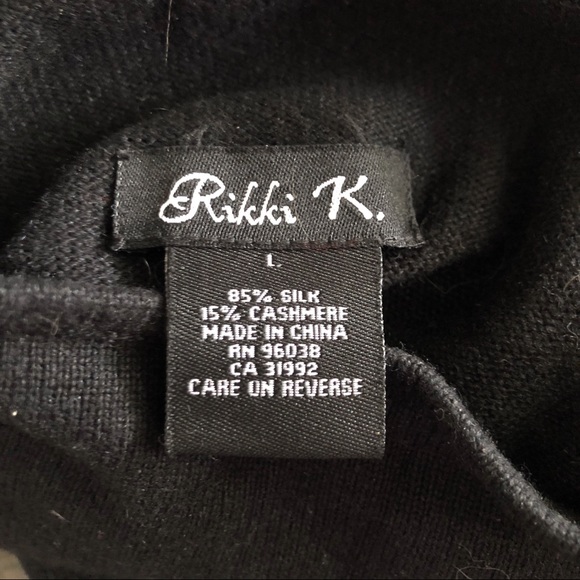 Rikki K.
L.
85% SILK
15% CASHMERE
MADE IN CHINA
RN 96038
CA 31992
CARE ON REVERSE